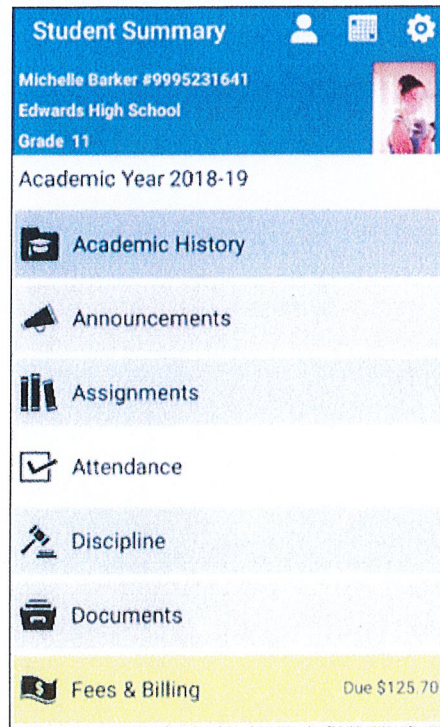 Student Summary
Michelle Barker #9995231641
Edwards High School
Grade 11
Academic Year 2018-19
Academic History
Announcements
Assignments
Attendance
Discipline
Documents
Fees & Billing Due $125.70